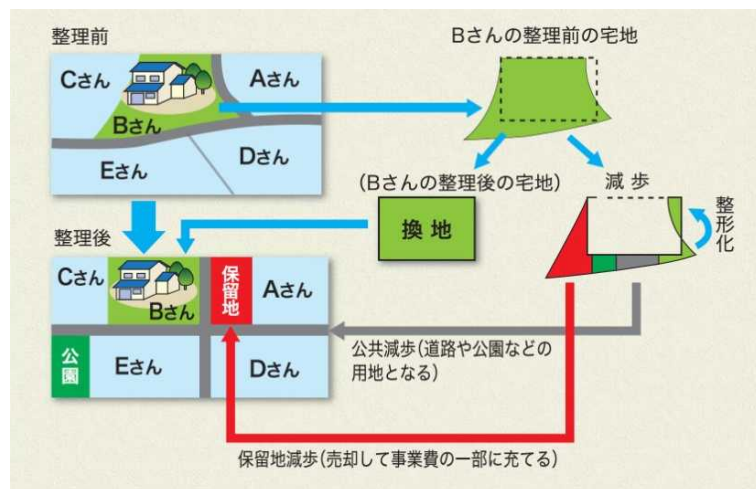 整理前
Cさん
Aさん
Bさん
Eさん
Dさん
Bさんの整理前の宅地
(Bさんの整理後の宅地)
減歩
換地
整形化
整理後
Cさん
Bさん
保留地
Aさん
公園
Eさん
Dさん
公共減歩(道路や公園などの
用地となる)
保留地減歩(売却して事業費の一部に充てる)